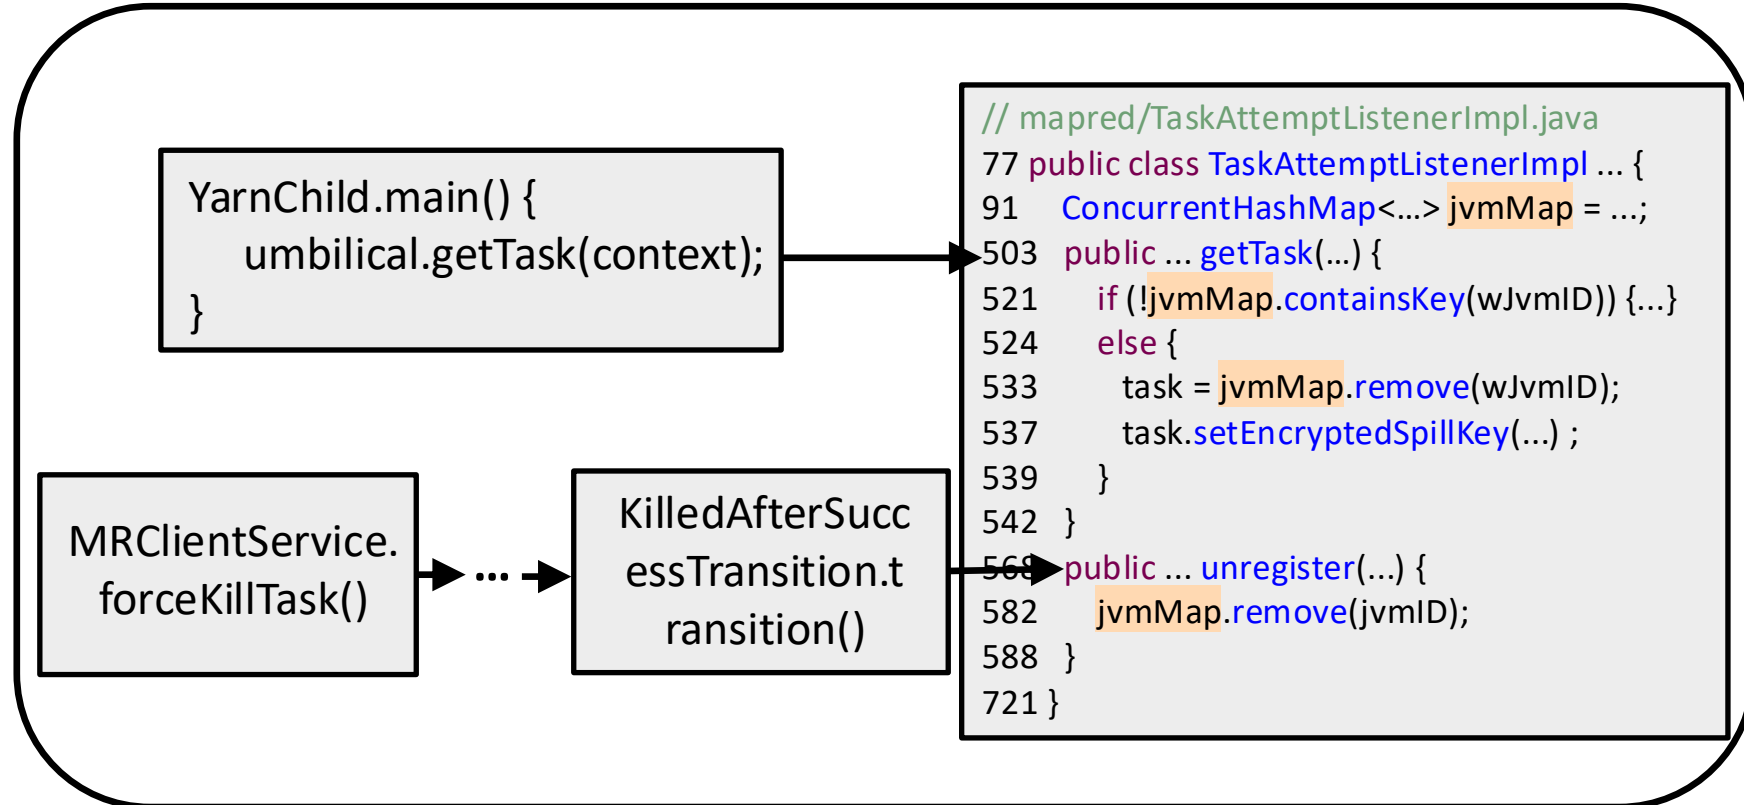 YarnChild.main() {
umbilical.getTask(context);
}
MRClientService.
forceKillTask()
...
KilledAfterSucc
essTransition.t
ransition()
// mapred/TaskAttemptListenerImpl.java
77 public class TaskAttemptListenerImpl ... {
91 ConcurrentHashMap<...> jvmMap = ...;
503 public ... getTask(...) {
521 if (!jvmMap.containsKey(wJvmID)) {...}
524 else {
533 task = jvmMap.remove(wJvmID);
537 task.setEncryptedSpillKey(...) ;
539 }
542 }
568 public ... unregister(...) {
582 jvmMap.remove(jvmID);
588 }
721 }